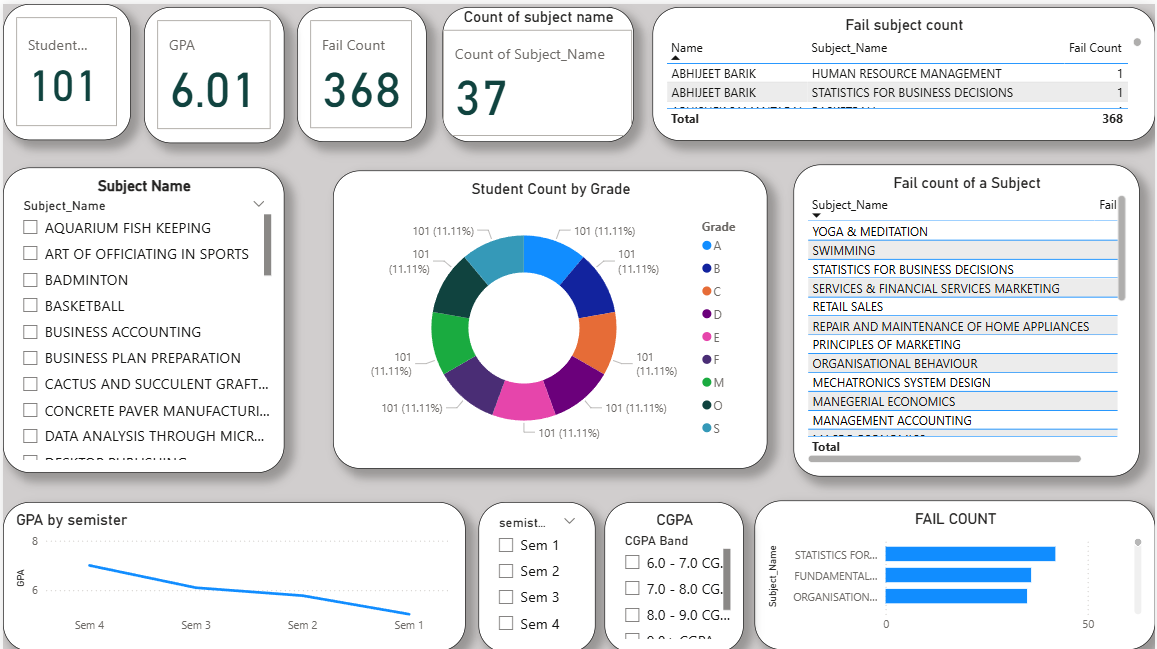 Student...
101
GPA
6.01
Fail Count
368
Count of subject name
Count of Subject_Name
37
Fail subject count
Name Subject_Name Fail Count
ABHIJEET BARIK HUMAN RESOURCE MANAGEMENT 1
ABHIJEET BARIK STATISTICS FOR BUSINESS DECISIONS 1
Total 368
Subject Name
Subject_Name
AQUARIUM FISH KEEPING
ART OF OFFICIATING IN SPORTS
BADMINTON
BASKETBALL
BUSINESS ACCOUNTING
BUSINESS PLAN PREPARATION
CACTUS AND SUCCULENT GRAFT...
CONCRETE PAVER MANUFACTURI...
DATA ANALYSIS THROUGH MICR...
DESKTOP PUBLISHING
Student Count by Grade
101 (11.11%)
101 (11.11%)
101
(11.11%)
101
(11.11%)
101
(11.11%)
101
(11.11%)
101 (11.11%)
101 (11.11%)
101 (11.11%)
Grade
A
B
C
D
E
F
M
O
S
Fail count of a Subject
Subject_Name Fail
YOGA & MEDITATION
SWIMMING
STATISTICS FOR BUSINESS DECISIONS
SERVICES & FINANCIAL SERVICES MARKETING
RETAIL SALES
REPAIR AND MAINTENANCE OF HOME APPLIANCES
PRINCIPLES OF MARKETING
ORGANISATIONAL BEHAVIOUR
MECHATRONICS SYSTEM DESIGN
MANEGERIAL ECONOMICS
MANAGEMENT ACCOUNTING
Total
GPA by semister
8
GPA
6
Sem 4 Sem 3 Sem 2 Sem 1
semist...
Sem 1
Sem 2
Sem 3
Sem 4
CGPA
CGPA Band
6.0 - 7.0 CG...
7.0 - 8.0 CG...
8.0 - 9.0 CG...
FAIL COUNT
Subject_Name
STATISTICS FOR...
FUNDAMENTAL...
ORGANISATION...
0 50